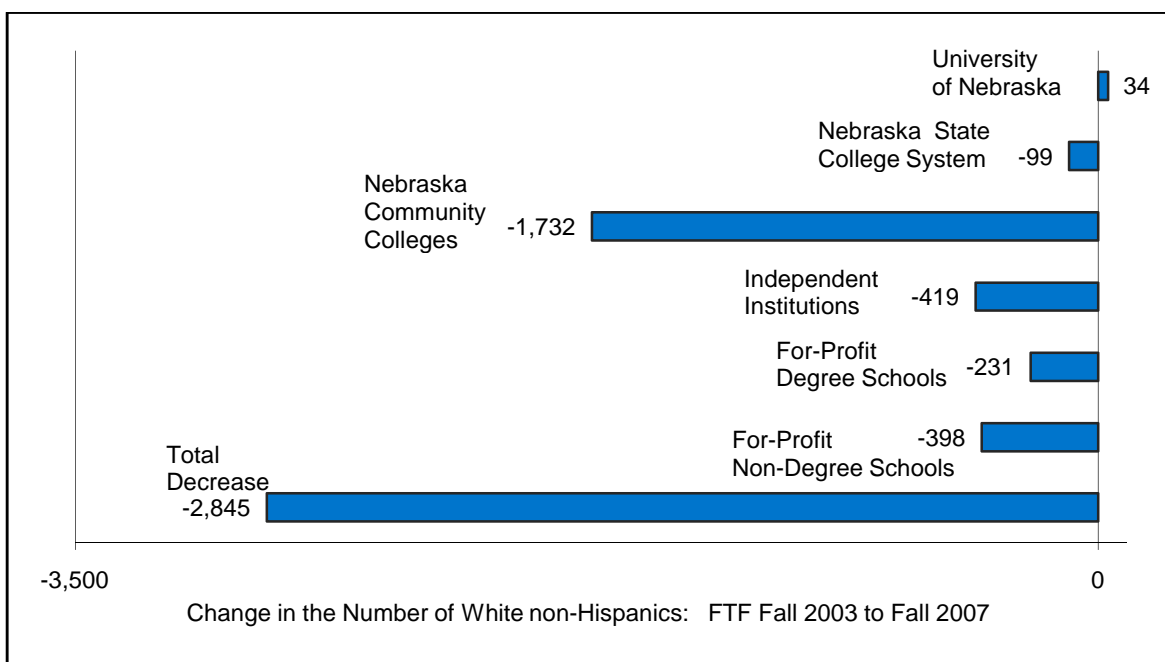 University
of Nebraska
34
Nebraska State
College System
-99
Nebraska
Community
Colleges
-1,732
Independent
Institutions
-419
For-Profit
Degree Schools
-231
For-Profit
Non-Degree Schools
-398
Total
Decrease
-2,845
-3,500
0
Change in the Number of White non-Hispanics: FTF Fall 2003 to Fall 2007